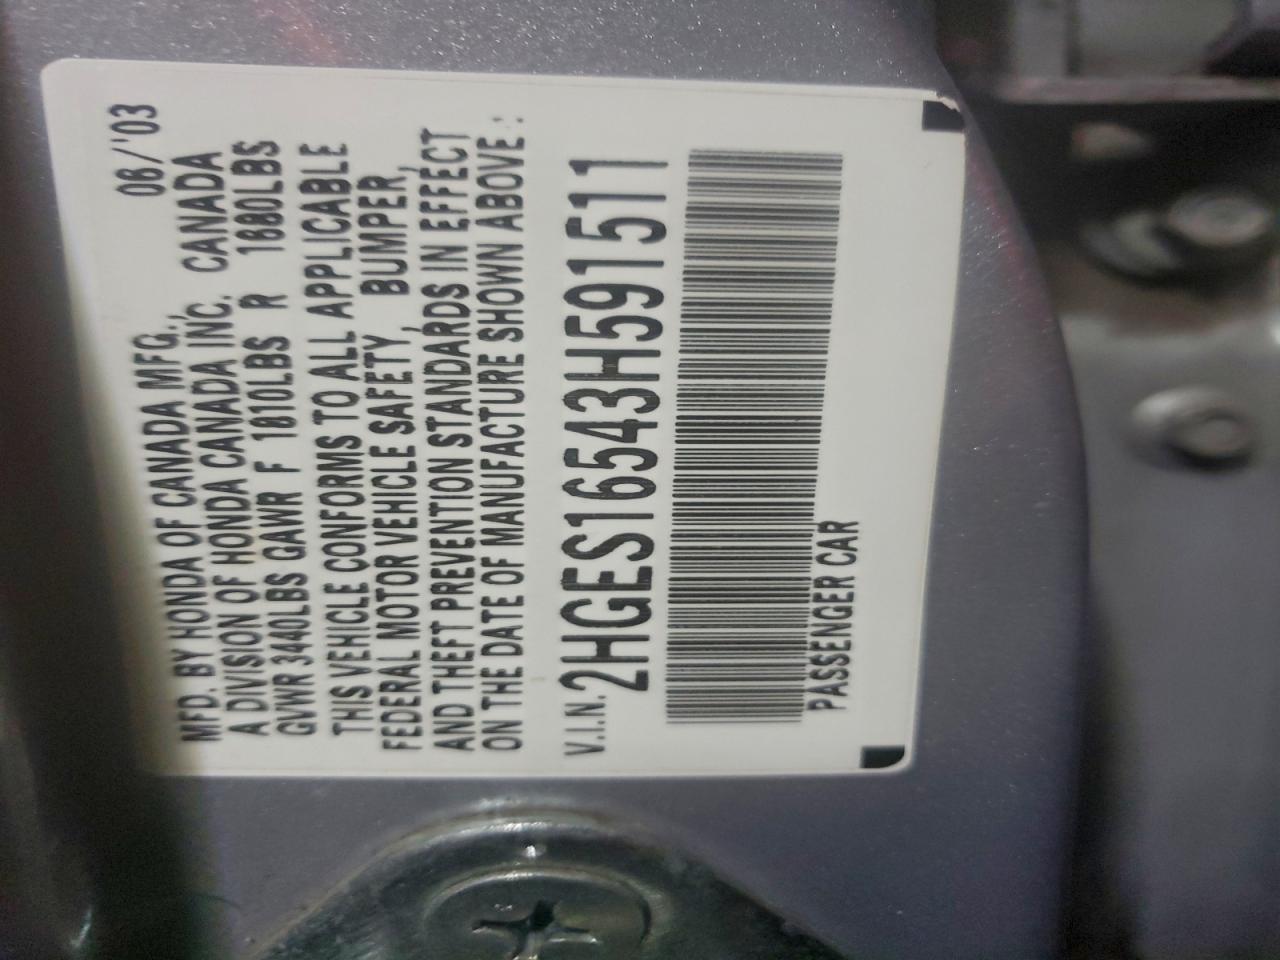 08/'03
MFD. BY HONDA OF CANADA MFG.,
A DIVISION OF HONDA CANADA INC. CANADA
GVWR 3440LBS GAWR F 1810LBS R 1880LBS
THIS VEHICLE CONFORMS TO ALL APPLICABLE
FEDERAL MOTOR VEHICLE SAFETY, BUMPER,
AND THEFT PREVENTION STANDARDS IN EFFECT
ON THE DATE OF MANUFACTURE SHOWN ABOVE.
V.I.N. 2HGES16543H591511
PASSENGER CAR